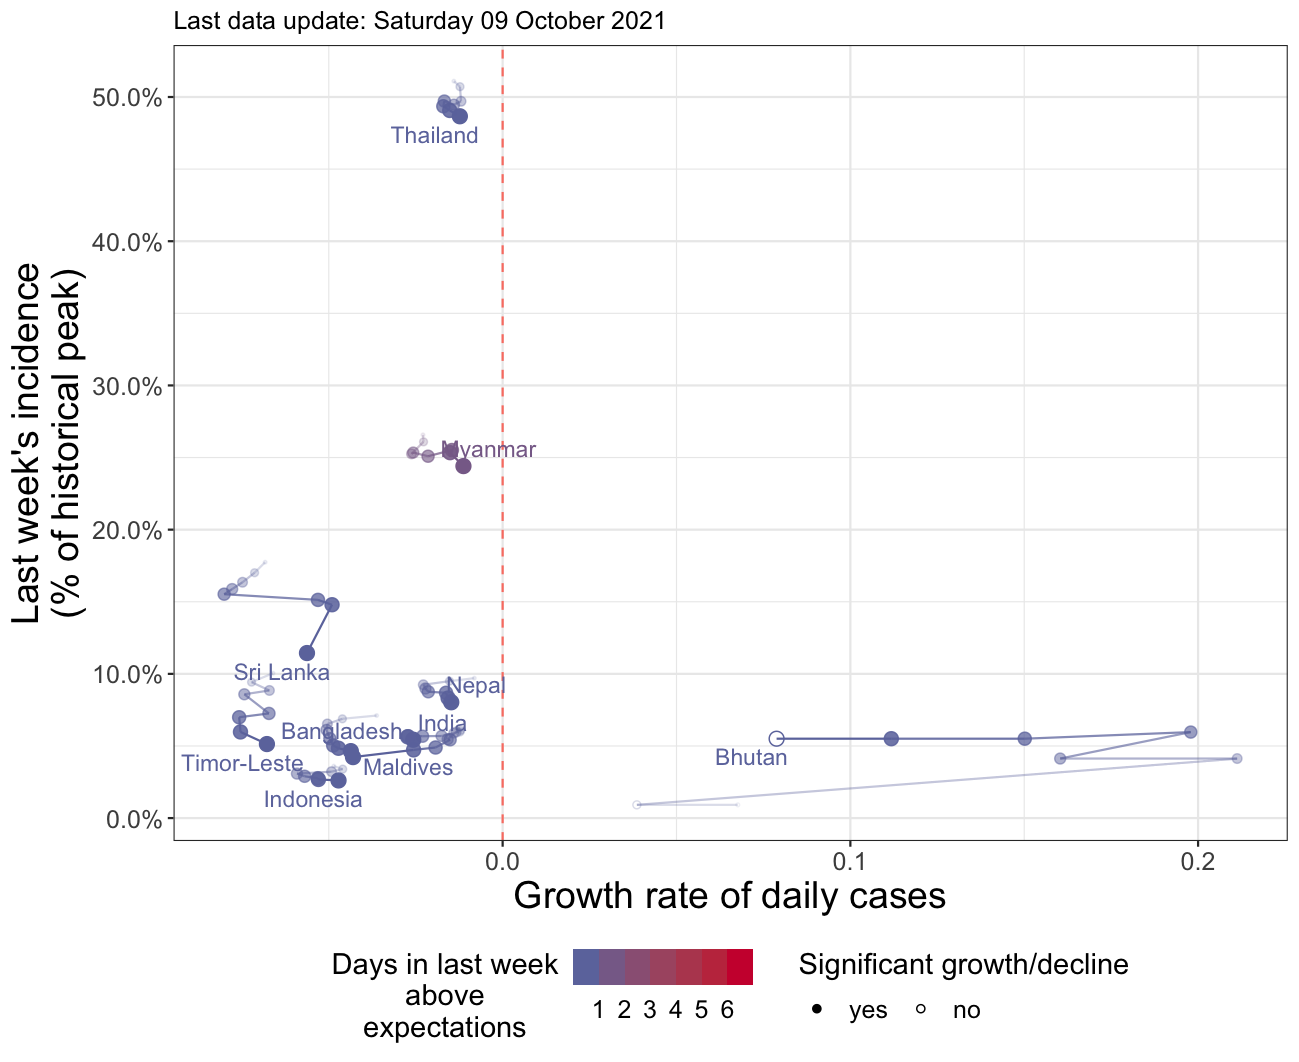 Last data update: Saturday 09 October 2021
Last week's incidence
(% of historical peak)
50.0%
40.0%
30.0%
20.0%
10.0%
0.0%
Thailand
Myanmar
Sri Lanka
Nepal
India
Bangladesh
Bhutan
Timor-Leste
Maldives
Indonesia
0.0
0.1
0.2
Growth rate of daily cases
Days in last week
above
expectations
1 2 3 4 5 6
Significant growth/decline
yes
no